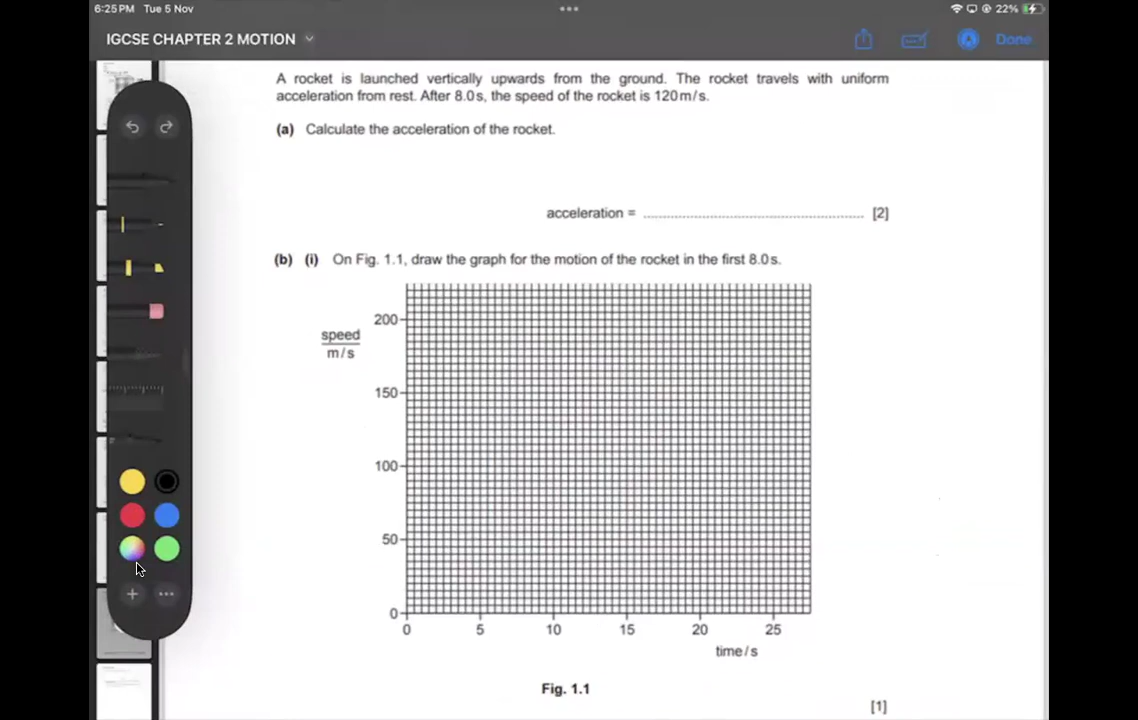 6:25 PM Tue 5 Nov
22%
IGCSE CHAPTER 2 MOTION
Done
A rocket is launched vertically upwards from the ground. The rocket travels with uniform
acceleration from rest. After 8.0 s, the speed of the rocket is 120 m / s.
(a) Calculate the acceleration of the rocket.
acceleration = ........................................................ [2]
(b) (i) On Fig. 1.1, draw the graph for the motion of the rocket in the first 8.0 s.
speed
m / s
200
150
100
50
0
0 5 10 15 20 25
time / s
Fig. 1.1
[1]